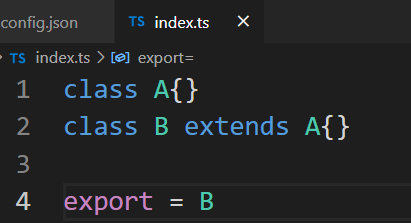 config.json
TS index.ts ×
> TS index.ts > export=
1 class A{}
2 class B extends A{}
3
4 export = B